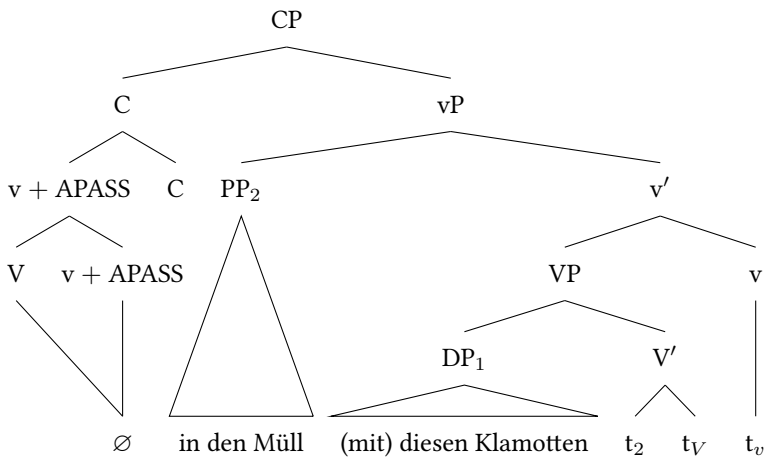 CP
C vP
v + APASS C PP₂ v′
V v + APASS VP v
DP₁ V′
∅ in den Müll (mit) diesen Klamotten t₂ t_V t_v